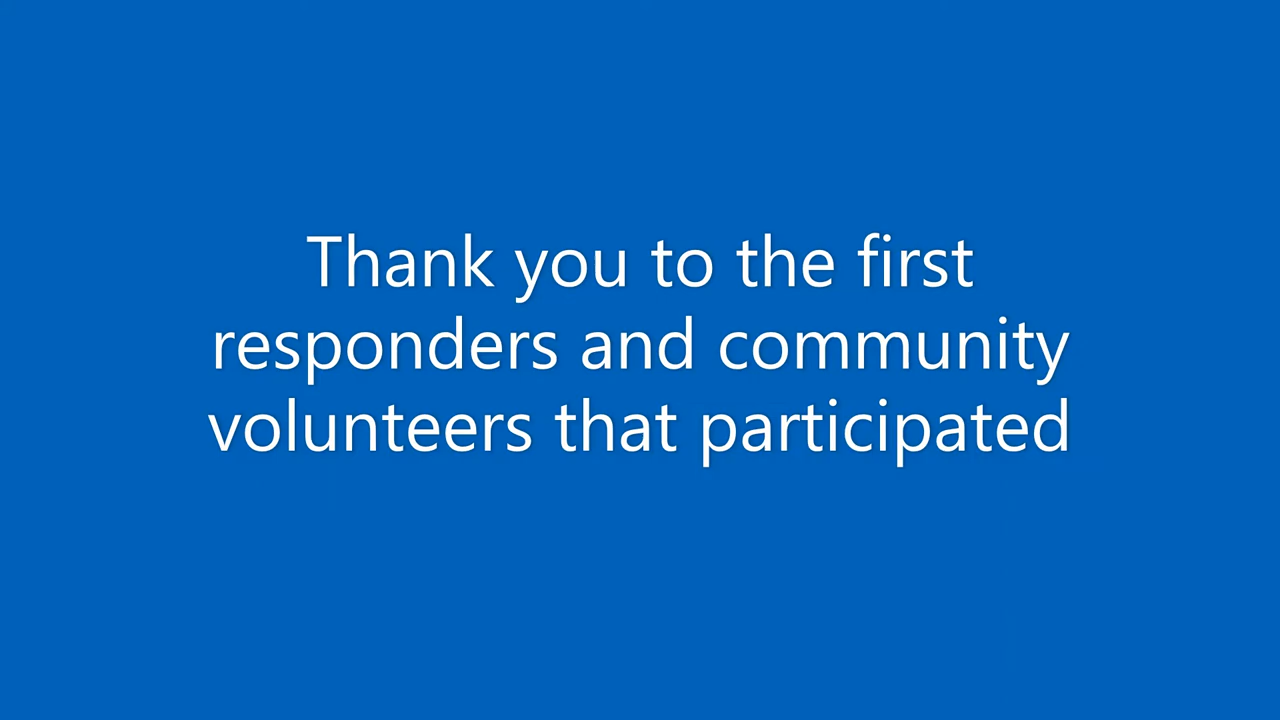 Thank you to the first
responders and community
volunteers that participated